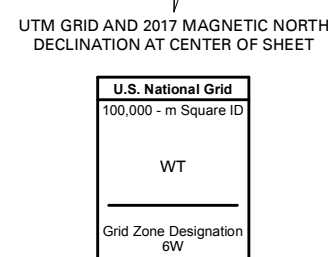 UTM GRID AND 2017 MAGNETIC NORTH
DECLINATION AT CENTER OF SHEET
U.S. National Grid
100,000 - m Square ID
WT
Grid Zone Designation
6W